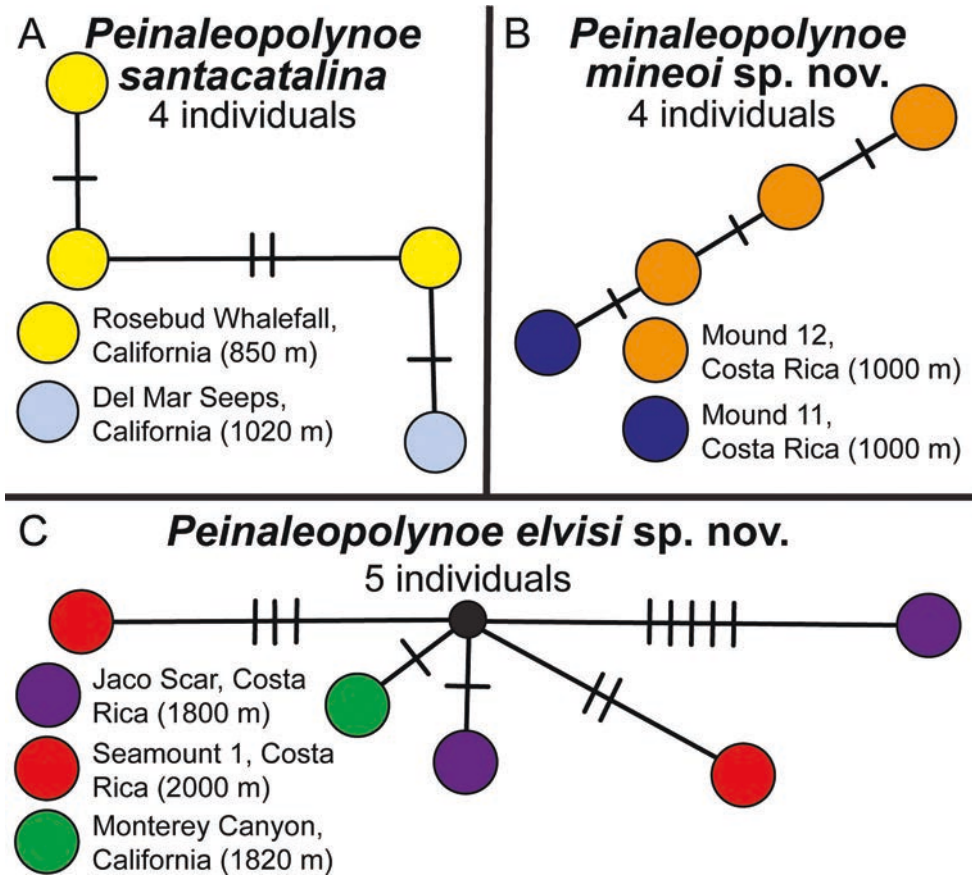 A
Peinaleopolynoe
santacatalina
4 individuals
Rosebud Whalefall,
California (850 m)
Del Mar Seeps,
California (1020 m)
B
Peinaleopolynoe
mineoi sp. nov.
4 individuals
Mound 12,
Costa Rica (1000 m)
Mound 11,
Costa Rica (1000 m)
C
Peinaleopolynoe elvisi sp. nov.
5 individuals
Jaco Scar, Costa
Rica (1800 m)
Seamount 1, Costa
Rica (2000 m)
Monterey Canyon,
California (1820 m)